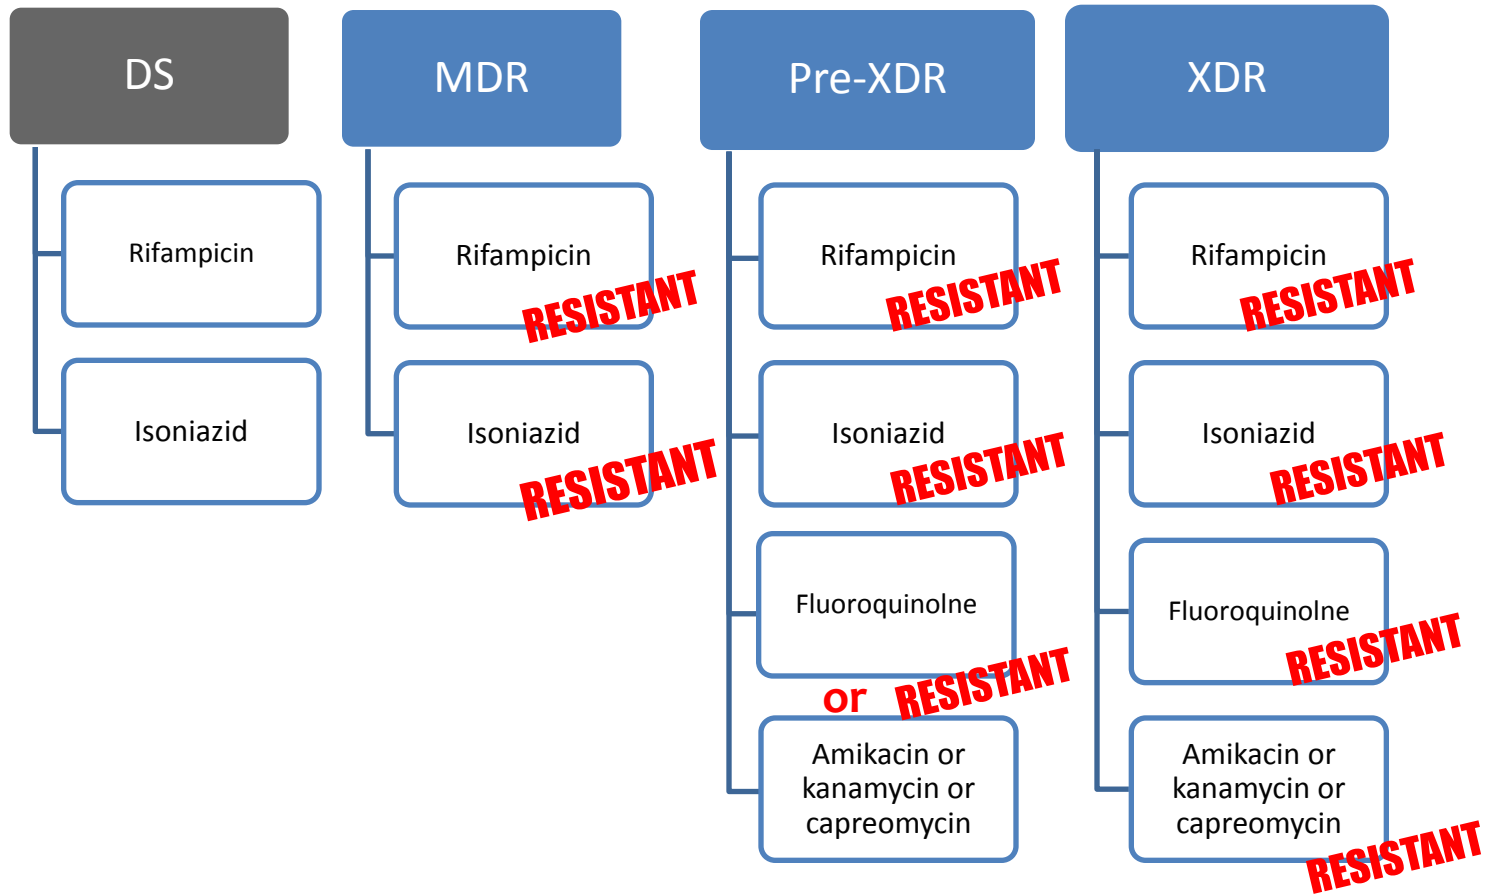 DS
Rifampicin
Isoniazid
MDR
Rifampicin
RESISTANT
Isoniazid
RESISTANT
Pre-XDR
Rifampicin
RESISTANT
Isoniazid
RESISTANT
Fluoroquinolne
or RESISTANT
Amikacin or
kanamycin or
capreomycin
XDR
Rifampicin
RESISTANT
Isoniazid
RESISTANT
Fluoroquinolne
RESISTANT
Amikacin or
kanamycin or
capreomycin
RESISTANT